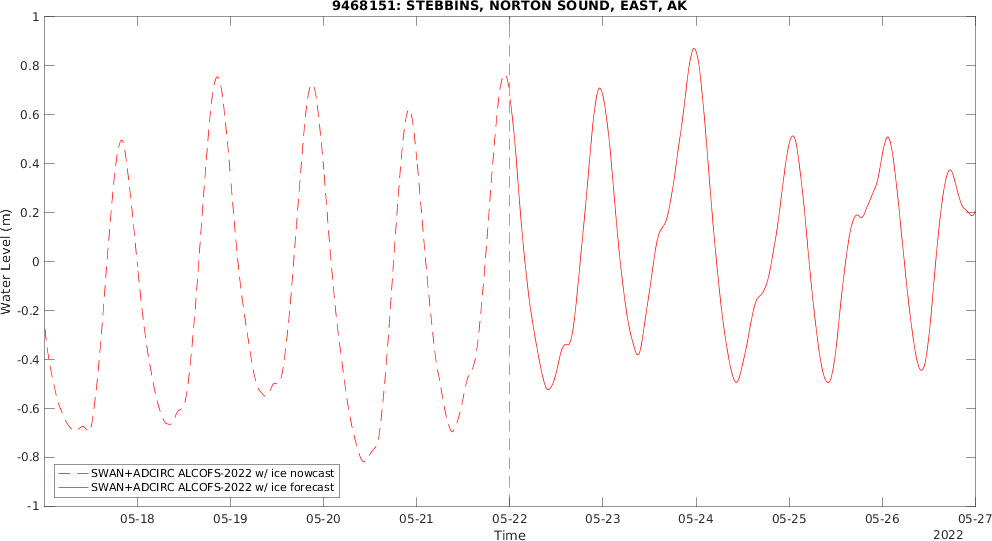 9468151: STEBBINS, NORTON SOUND, EAST, AK
1
0.8
0.6
0.4
0.2
0
-0.2
-0.4
-0.6
-0.8
-1
Water Level (m)
SWAN+ADCIRC ALCOFS-2022 w/ ice nowcast
SWAN+ADCIRC ALCOFS-2022 w/ ice forecast
05-18 05-19 05-20 05-21 05-22 05-23 05-24 05-25 05-26 05-27
Time
2022